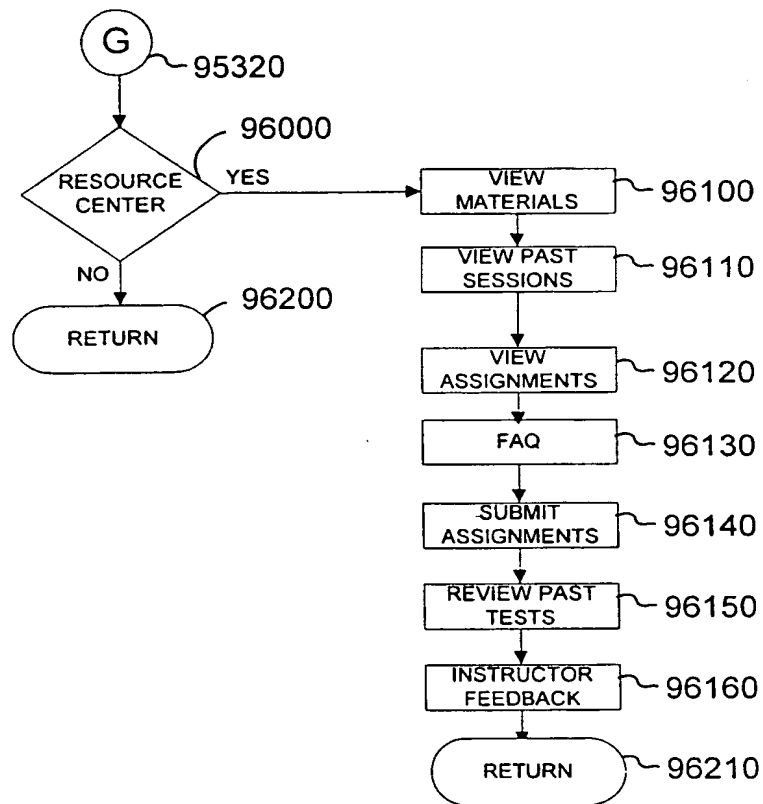 G
95320
96000
RESOURCE
CENTER
YES
NO
96200
RETURN
VIEW
MATERIALS
96100
VIEW PAST
SESSIONS
96110
VIEW
ASSIGNMENTS
96120
FAQ
96130
SUBMIT
ASSIGNMENTS
96140
REVIEW PAST
TESTS
96150
INSTRUCTOR
FEEDBACK
96160
RETURN
96210